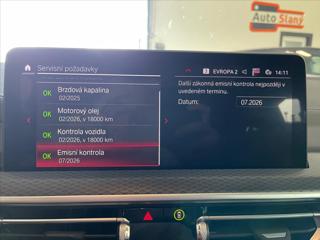 Auto Slaný
Servisní požadavky
EVROPA 2
14:11
OK
Brzdová kapalina
02/2025
OK
Motorový olej
02/2026, v 18000 km
OK
Kontrola vozidla
02/2026, v 18000 km
OK
Emisní kontrola
07/2026
Další zákonná emisní kontrola nejpozději v
uvedeném termínu.
Datum:
07.2026